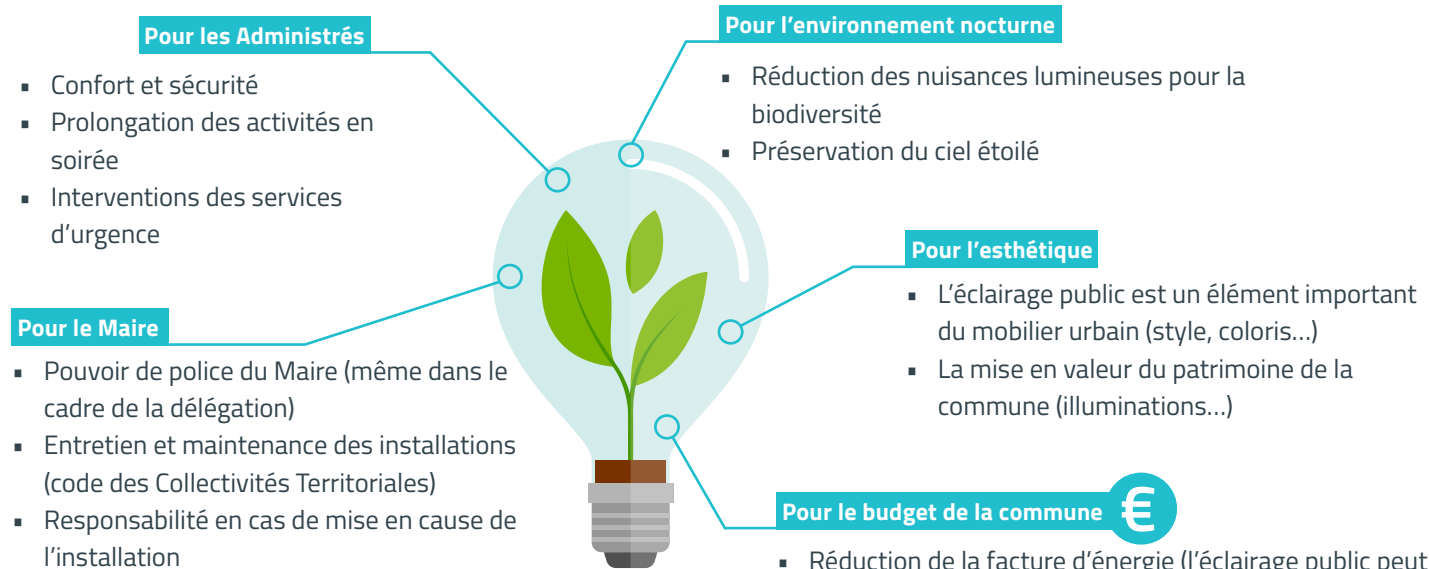 Pour les Administrés
▪ Confort et sécurité
▪ Prolongation des activités en
soirée
▪ Interventions des services
d'urgence
Pour le Maire
▪ Pouvoir de police du Maire (même dans le
cadre de la délégation)
▪ Entretien et maintenance des installations
(code des Collectivités Territoriales)
▪ Responsabilité en cas de mise en cause de
l'installation
Pour l'environnement nocturne
▪ Réduction des nuisances lumineuses pour la
biodiversité
▪ Préservation du ciel étoilé
Pour l'esthétique
▪ L'éclairage public est un élément important
du mobilier urbain (style, coloris…)
▪ La mise en valeur du patrimoine de la
commune (illuminations…)
Pour le budget de la commune €
▪ Réduction de la facture d'énergie (l'éclairage public peut